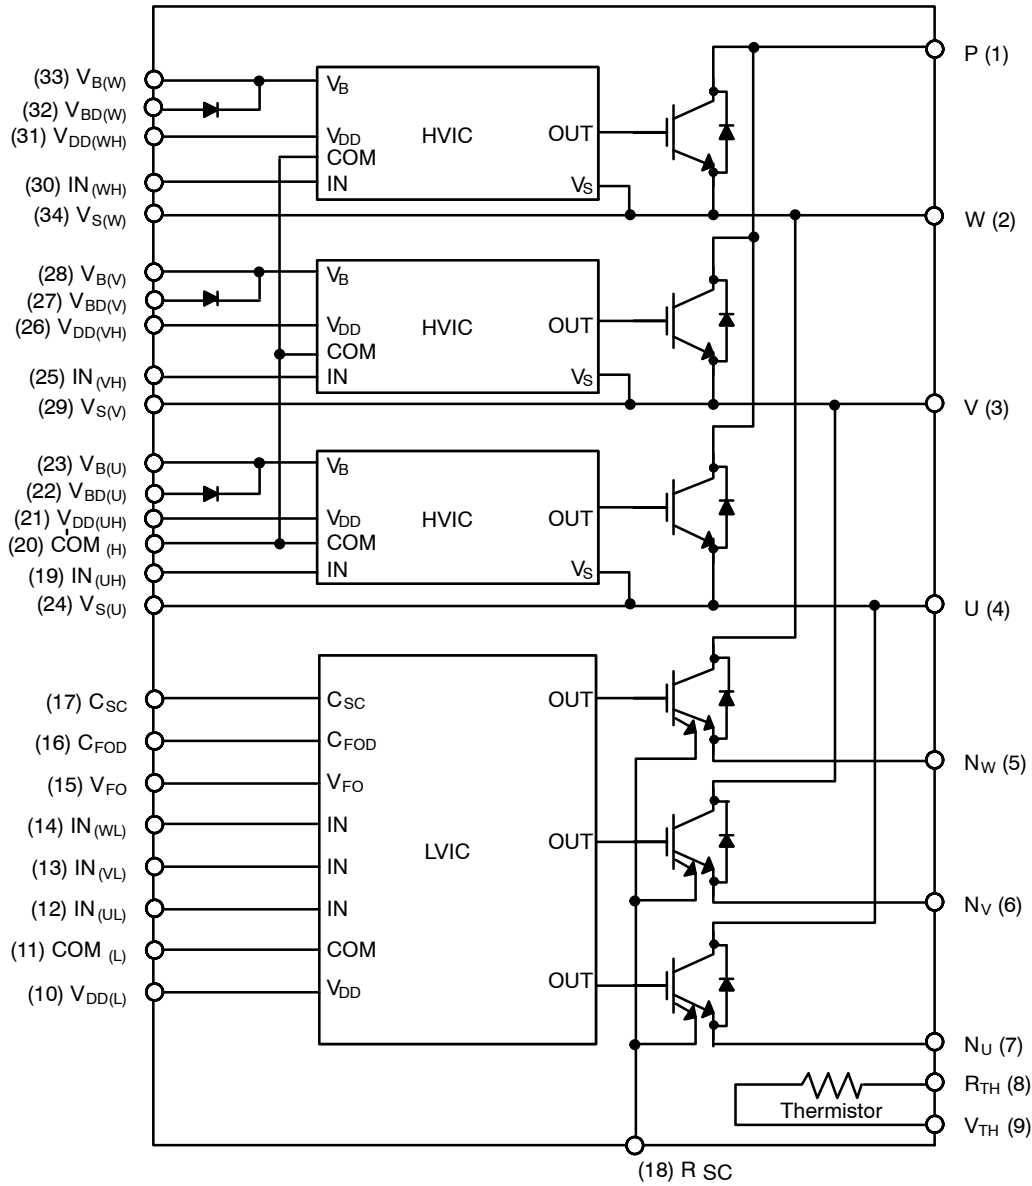 P (1)
(33) VB(W)
VB
(32) VBD(W)
(31) VDD(WH)
VDD
HVIC
OUT
COM
(30) IN(WH)
IN
VS
(34) VS(W)
W (2)
(28) VB(V)
VB
(27) VBD(V)
(26) VDD(VH)
VDD
HVIC
OUT
COM
(25) IN(VH)
IN
VS
(29) VS(V)
V (3)
(23) VB(U)
VB
(22) VBD(U)
(21) VDD(UH)
VDD
HVIC
OUT
(20) COM (H)
COM
(19) IN(UH)
IN
VS
(24) VS(U)
U (4)
(17) CSC
CSC
OUT
(16) CFOD
CFOD
NW (5)
(15) VFO
VFO
(14) IN(WL)
IN
LVIC
OUT
(13) IN(VL)
IN
(12) IN(UL)
IN
NV (6)
(11) COM (L)
COM
(10) VDD(L)
VDD
OUT
NU (7)
RTH (8)
Thermistor
VTH (9)
(18) R SC